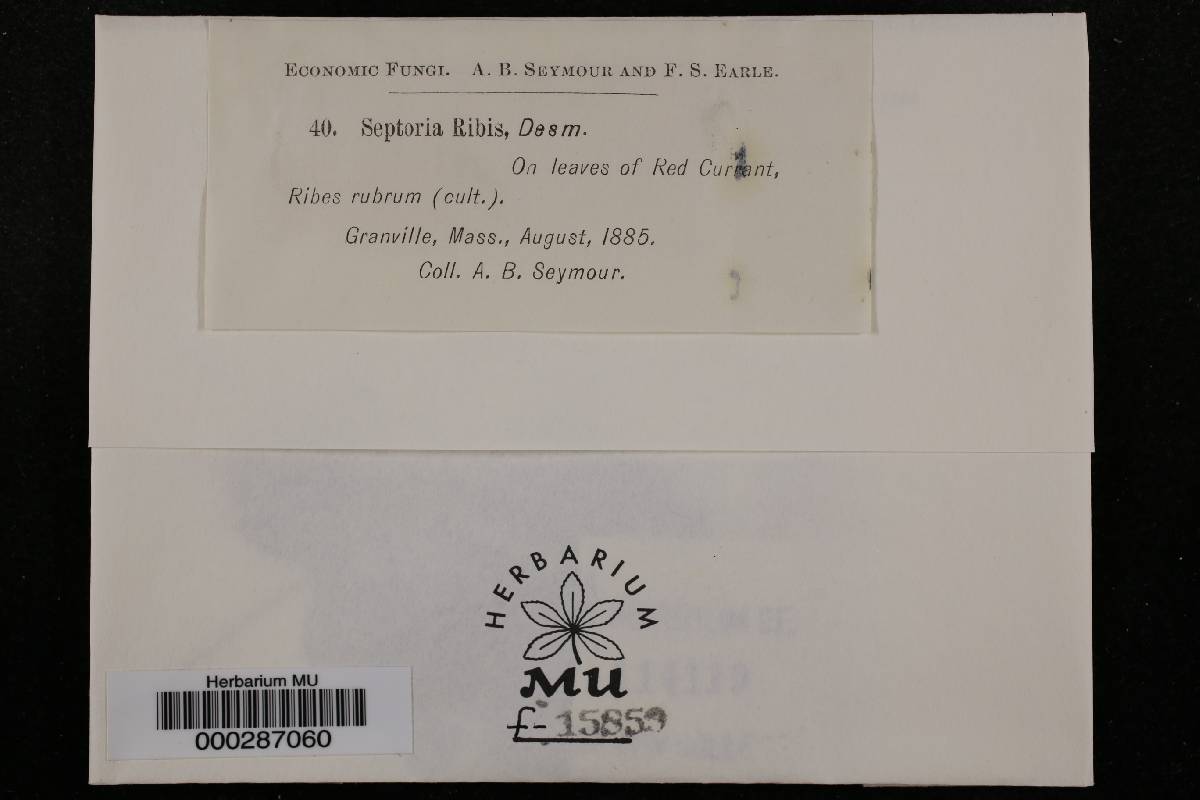 ECONOMIC FUNGI. A. B. SEYMOUR AND F. S. EARLE.
40. Septoria Ribis, Desm.
On leaves of Red Currant,
Ribes rubrum (cult.).
Granville, Mass., August, 1885.
Coll. A. B. Seymour.
HERBARIUM
MU
f-15859
Herbarium MU
000287060